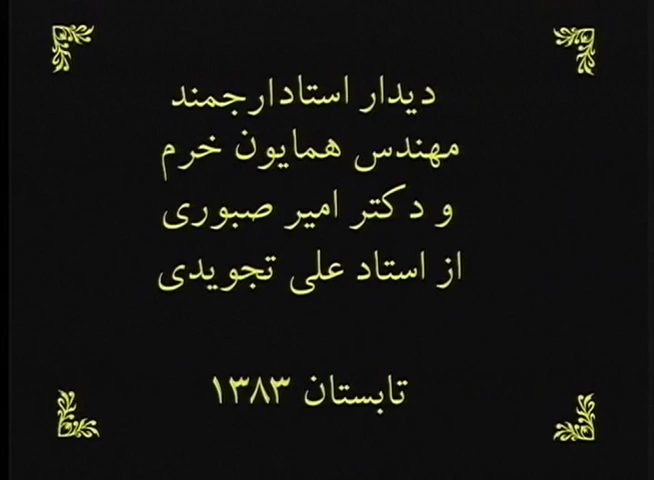 دیدار استادارجمند
مهندس همایون خرم
و دکتر امیر صبوری
از استاد علی تجویدی
تابستان ۱۳۸۳